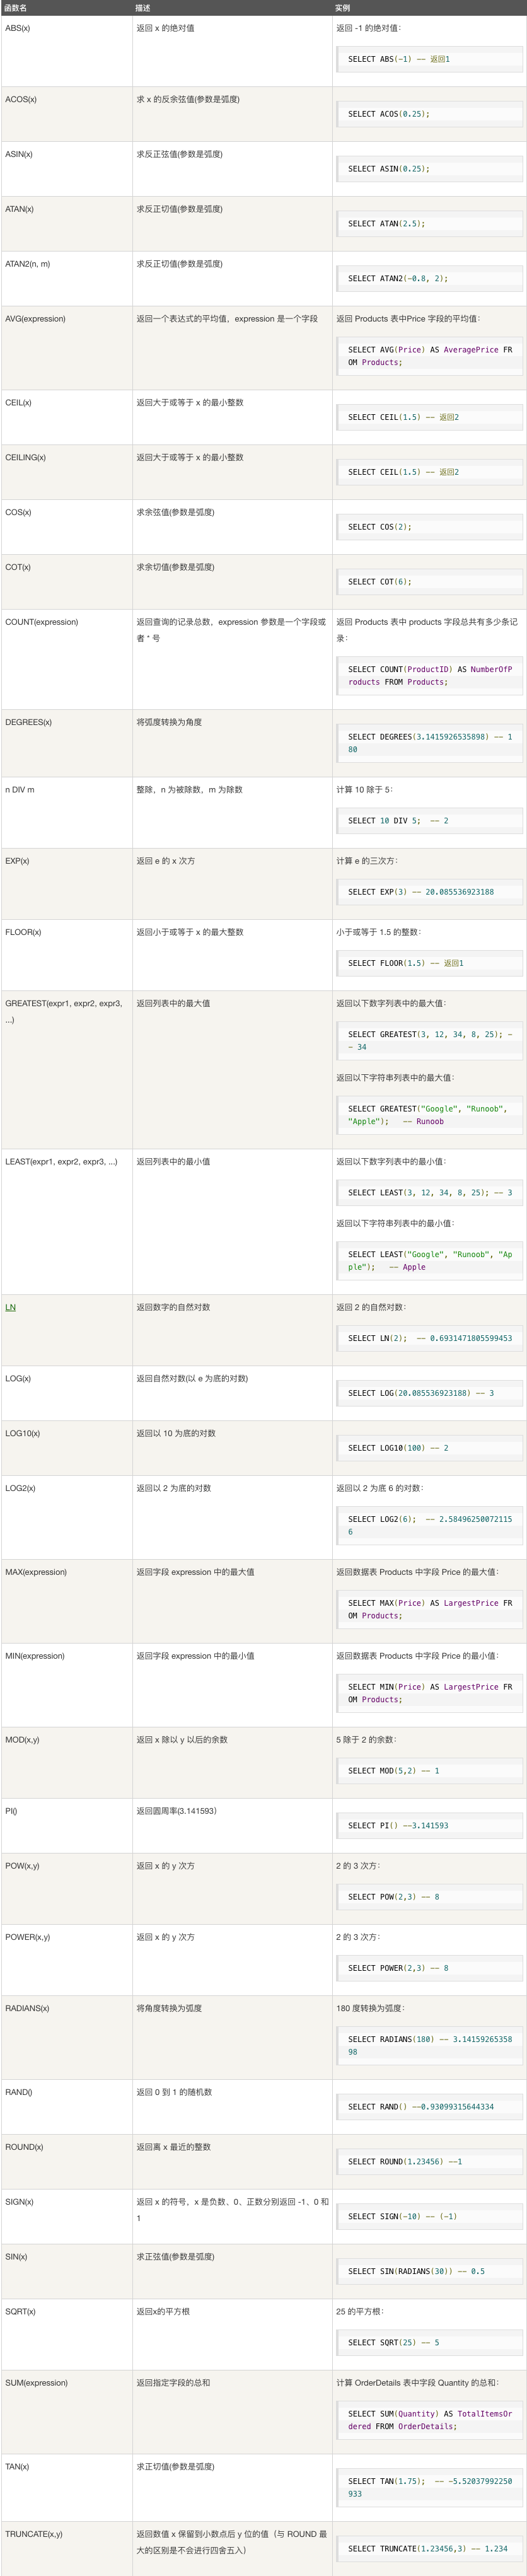 函数名 描述 实例
ABS(x) 返回 x 的绝对值 返回 -1 的绝对值:
SELECT ABS(-1) -- 返回1
ACOS(x) 求 x 的反余弦值(参数是弧度)
SELECT ACOS(0.25);
ASIN(x) 求反正弦值(参数是弧度)
SELECT ASIN(0.25);
ATAN(x) 求反正切值(参数是弧度)
SELECT ATAN(2.5);
ATAN2(n, m) 求反正切值(参数是弧度)
SELECT ATAN2(-0.8, 2);
AVG(expression) 返回一个表达式的平均值，expression 是一个字段 返回 Products 表中Price 字段的平均值:
SELECT AVG(Price) AS AveragePrice FR
OM Products;
CEIL(x) 返回大于或等于 x 的最小整数
SELECT CEIL(1.5) -- 返回2
CEILING(x) 返回大于或等于 x 的最小整数
SELECT CEIL(1.5) -- 返回2
COS(x) 求余弦值(参数是弧度)
SELECT COS(2);
COT(x) 求余切值(参数是弧度)
SELECT COT(6);
COUNT(expression) 返回查询的记录总数，expression 参数是一个字段或 返回 Products 表中 products 字段总共有多少条记
者 * 号 录:
SELECT COUNT(ProductID) AS NumberOfP
roducts FROM Products;
DEGREES(x) 将弧度转换为角度
SELECT DEGREES(3.1415926535898) -- 1
80
n DIV m 整除，n 为被除数，m 为除数 计算 10 除于 5:
SELECT 10 DIV 5;  -- 2
EXP(x) 返回 e 的 x 次方 计算 e 的三次方:
SELECT EXP(3) -- 20.085536923188
FLOOR(x) 返回小于或等于 x 的最大整数 小于或等于 1.5 的整数:
SELECT FLOOR(1.5) -- 返回1
GREATEST(expr1, expr2, expr3, 返回列表中的最大值 返回以下数字列表中的最大值:
...)
SELECT GREATEST(3, 12, 34, 8, 25); -
- 34
返回以下字符串列表中的最大值:
SELECT GREATEST("Google", "Runoob",
"Apple");   -- Runoob
LEAST(expr1, expr2, expr3, ...) 返回列表中的最小值 返回以下数字列表中的最小值:
SELECT LEAST(3, 12, 34, 8, 25); -- 3
返回以下字符串列表中的最小值:
SELECT LEAST("Google", "Runoob", "Ap
ple");   -- Apple
LN 返回数字的自然对数 返回 2 的自然对数:
SELECT LN(2);  -- 0.6931471805599453
LOG(x) 返回自然对数(以 e 为底的对数)
SELECT LOG(20.085536923188) -- 3
LOG10(x) 返回以 10 为底的对数
SELECT LOG10(100) -- 2
LOG2(x) 返回以 2 为底的对数 返回以 2 为底 6 的对数:
SELECT LOG2(6);  -- 2.58496250072115
6
MAX(expression) 返回字段 expression 中的最大值 返回数据表 Products 中字段 Price 的最大值:
SELECT MAX(Price) AS LargestPrice FR
OM Products;
MIN(expression) 返回字段 expression 中的最小值 返回数据表 Products 中字段 Price 的最小值:
SELECT MIN(Price) AS LargestPrice FR
OM Products;
MOD(x,y) 返回 x 除以 y 以后的余数 5 除于 2 的余数:
SELECT MOD(5,2) -- 1
PI() 返回圆周率(3.141593）
SELECT PI() --3.141593
POW(x,y) 返回 x 的 y 次方 2 的 3 次方:
SELECT POW(2,3) -- 8
POWER(x,y) 返回 x 的 y 次方 2 的 3 次方:
SELECT POWER(2,3) -- 8
RADIANS(x) 将角度转换为弧度 180 度转换为弧度:
SELECT RADIANS(180) -- 3.14159265358
98
RAND() 返回 0 到 1 的随机数
SELECT RAND() --0.93099315644334
ROUND(x) 返回离 x 最近的整数
SELECT ROUND(1.23456) --1
SIGN(x) 返回 x 的符号，x 是负数、0、正数分别返回 -1、0 和
1
SELECT SIGN(-10) -- (-1)
SIN(x) 求正弦值(参数是弧度)
SELECT SIN(RADIANS(30)) -- 0.5
SQRT(x) 返回x的平方根 25 的平方根:
SELECT SQRT(25) -- 5
SUM(expression) 返回指定字段的总和 计算 OrderDetails 表中字段 Quantity 的总和:
SELECT SUM(Quantity) AS TotalItemsOr
dered FROM OrderDetails;
TAN(x) 求正切值(参数是弧度)
SELECT TAN(1.75);  -- -5.52037992250
933
TRUNCATE(x,y) 返回数值 x 保留到小数点后 y 位的值（与 ROUND 最
大的区别是不会进行四舍五入）
SELECT TRUNCATE(1.23456,3) -- 1.234